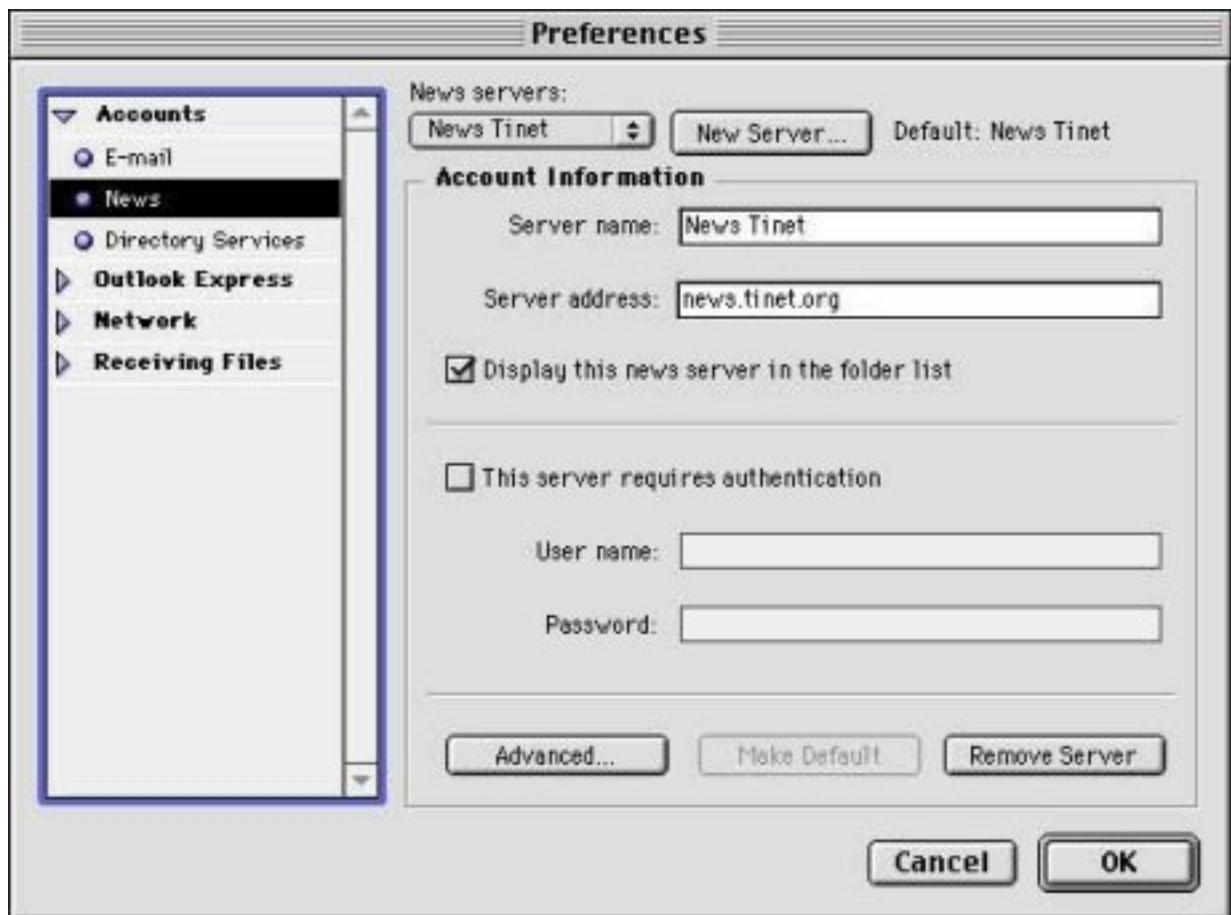 Preferences
Accounts
E-mail
News
Directory Services
Outlook Express
Network
Receiving Files
News servers:
News Tinet
New Server...
Default: News Tinet
Account Information
Server name: News Tinet
Server address: news.tinet.org
Display this news server in the folder list
This server requires authentication
User name:
Password:
Advanced...
Make Default
Remove Server
Cancel
OK